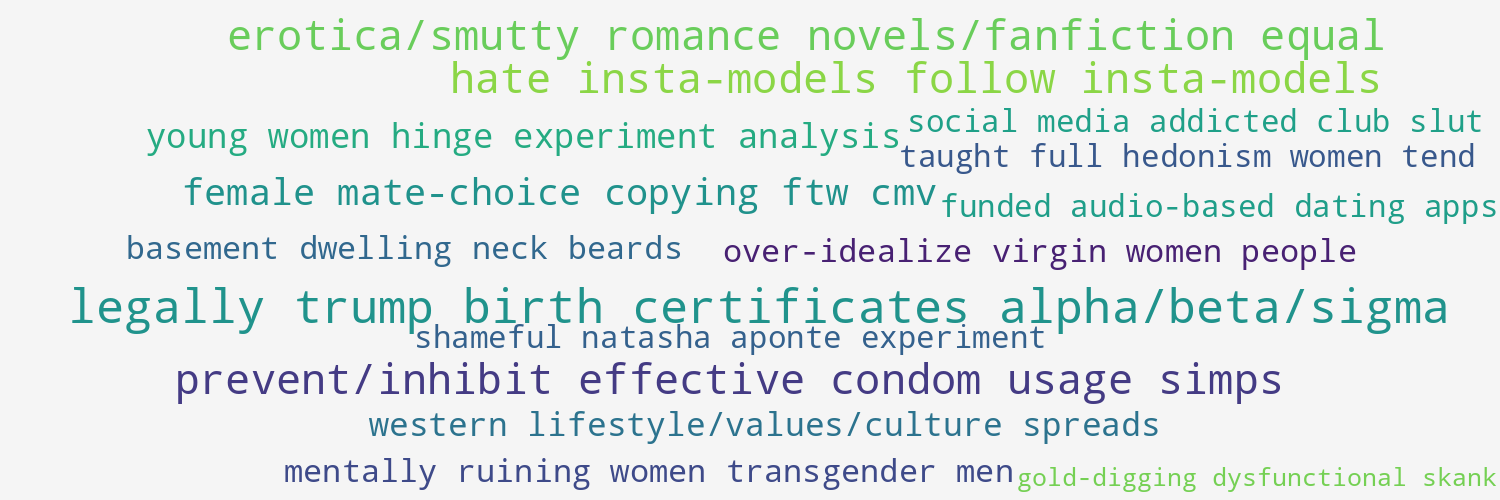 erotica/smutty romance novels/fanfiction equal
hate insta-models follow insta-models
young women hinge experiment analysis
social media addicted club slut
taught full hedonism women tend
female mate-choice copying ftw cmv
funded audio-based dating apps
basement dwelling neck beards
over-idealize virgin women people
legally trump birth certificates alpha/beta/sigma
shameful natasha aponte experiment
prevent/inhibit effective condom usage simps
western lifestyle/values/culture spreads
mentally ruining women transgender men
gold-digging dysfunctional skank